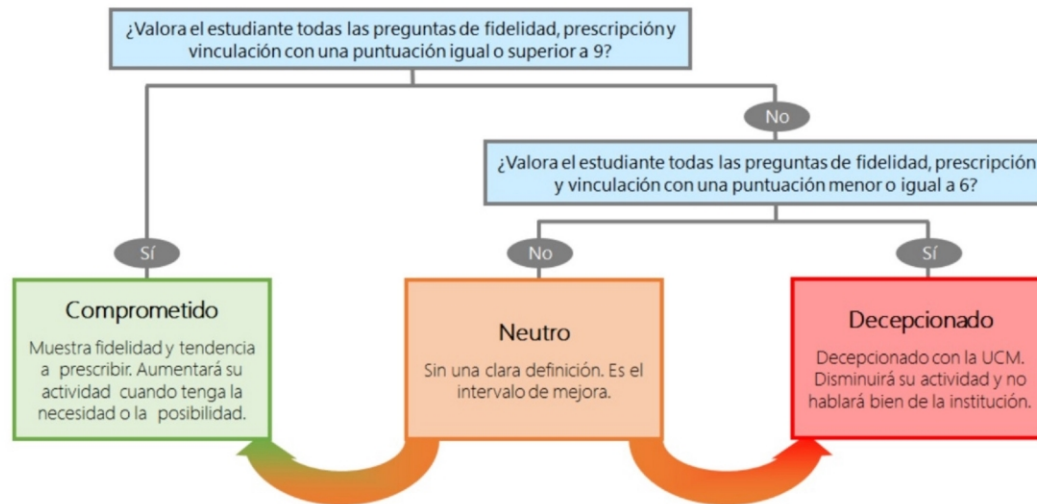 ¿Valora el estudiante todas las preguntas de fidelidad, prescripción y
vinculación con una puntuación igual o superior a 9?
No
¿Valora el estudiante todas las preguntas de fidelidad, prescripción
y vinculación con una puntuación menor o igual a 6?
Sí
No
Sí
Comprometido
Muestra fidelidad y tendencia
a prescribir. Aumentará su
actividad cuando tenga la
necesidad o la posibilidad.
Neutro
Sin una clara definición. Es el
intervalo de mejora.
Decepcionado
Decepcionado con la UCM.
Disminuirá su actividad y no
hablará bien de la institución.